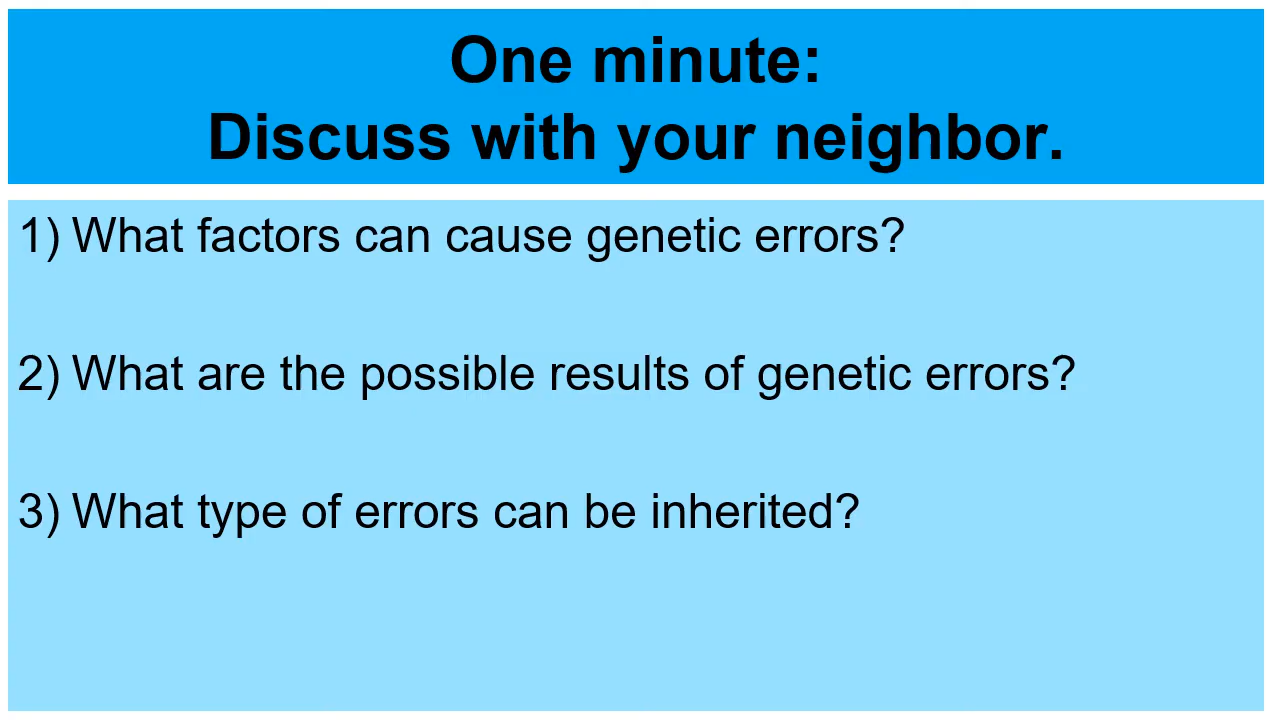 One minute:
Discuss with your neighbor.
1) What factors can cause genetic errors?
2) What are the possible results of genetic errors?
3) What type of errors can be inherited?